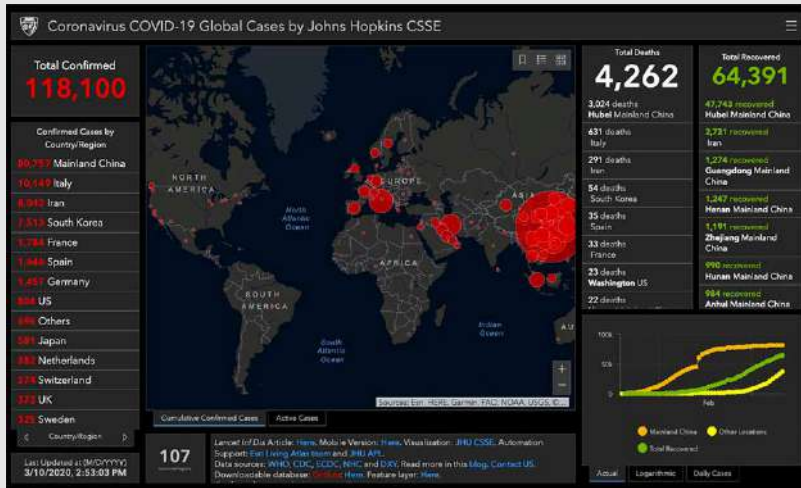 Coronavirus COVID-19 Global Cases by Johns Hopkins CSSE
Total Confirmed
118,100
Confirmed Cases by
Country/Region
80,757 Mainland China
10,149 Italy
8,042 Iran
7,513 South Korea
1,784 France
Spain
1,457 Germany
US
696 Others
581 Japan
382 Netherlands
374 Switzerland
373 UK
325 Sweden
Country/Region
Last Updated at (M/D/YYYY)
3/10/2020, 2:53:03 PM
NORTH
AMERICA
North
Atlantic
Ocean
EUROPE
ASIA
AFRICA
SOUTH
AMERICA
South
Atlantic
Ocean
Indian
Ocean
AU
+
−
Sources: Esri, HERE, Garmin, FAO, NOAA, USGS, ©...
Cumulative Confirmed Cases
Active Cases
107
Lancet Inf Dis Article: Here. Mobile Version: Here. Visualization: JHU CSSE. Automation
Support: Esri Living Atlas team and JHU APL.
Data sources: WHO, CDC, ECDC, NHC and DXY. Read more in this blog. Contact US.
Downloadable database: Here. Feature layer: Here.
Total Deaths
4,262
3,024 deaths
Hubei Mainland China
631 deaths
Italy
291 deaths
Iran
54 deaths
South Korea
35 deaths
Spain
33 deaths
France
23 deaths
Washington US
22 deaths
Total Recovered
64,391
47,743 recovered
Hubei Mainland China
2,731 recovered
Iran
1,274 recovered
Guangdong Mainland
China
1,247 recovered
Henan Mainland China
1,191 recovered
Zhejiang Mainland
China
990 recovered
Hunan Mainland China
984 recovered
Anhui Mainland China
100k
50k
0
Feb
Mainland China
Other Locations
Total Recovered
Actual
Logarithmic
Daily Cases